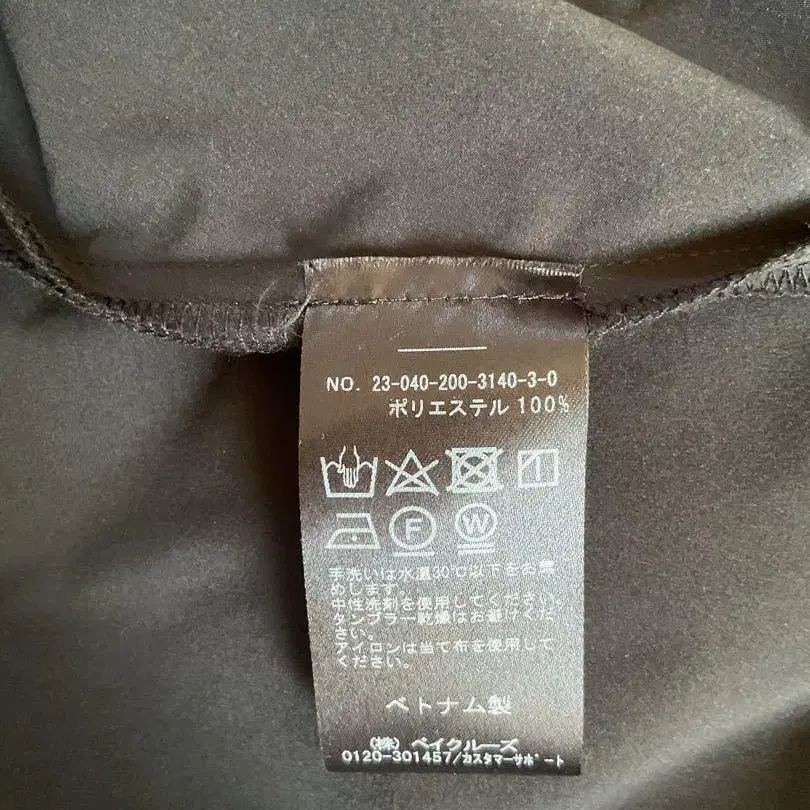 NO. 23-040-200-3140-3-0
ポリエステル 100%
F W
手洗いは水温30℃以下をお薦
めします。
中性洗剤を使用してください。
タンブラー乾燥はお避けくだ
さい。
アイロンは当て布を使用して
ください。
ベトナム製
(株) ベイクルーズ
0120-301457/カスタマーサポート